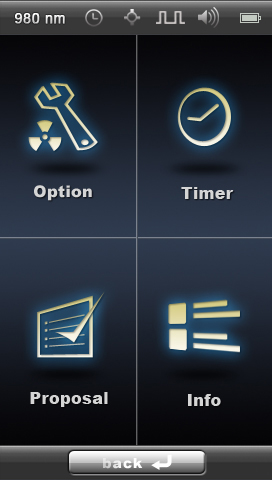 980 nm
Option
Timer
Proposal
Info
back